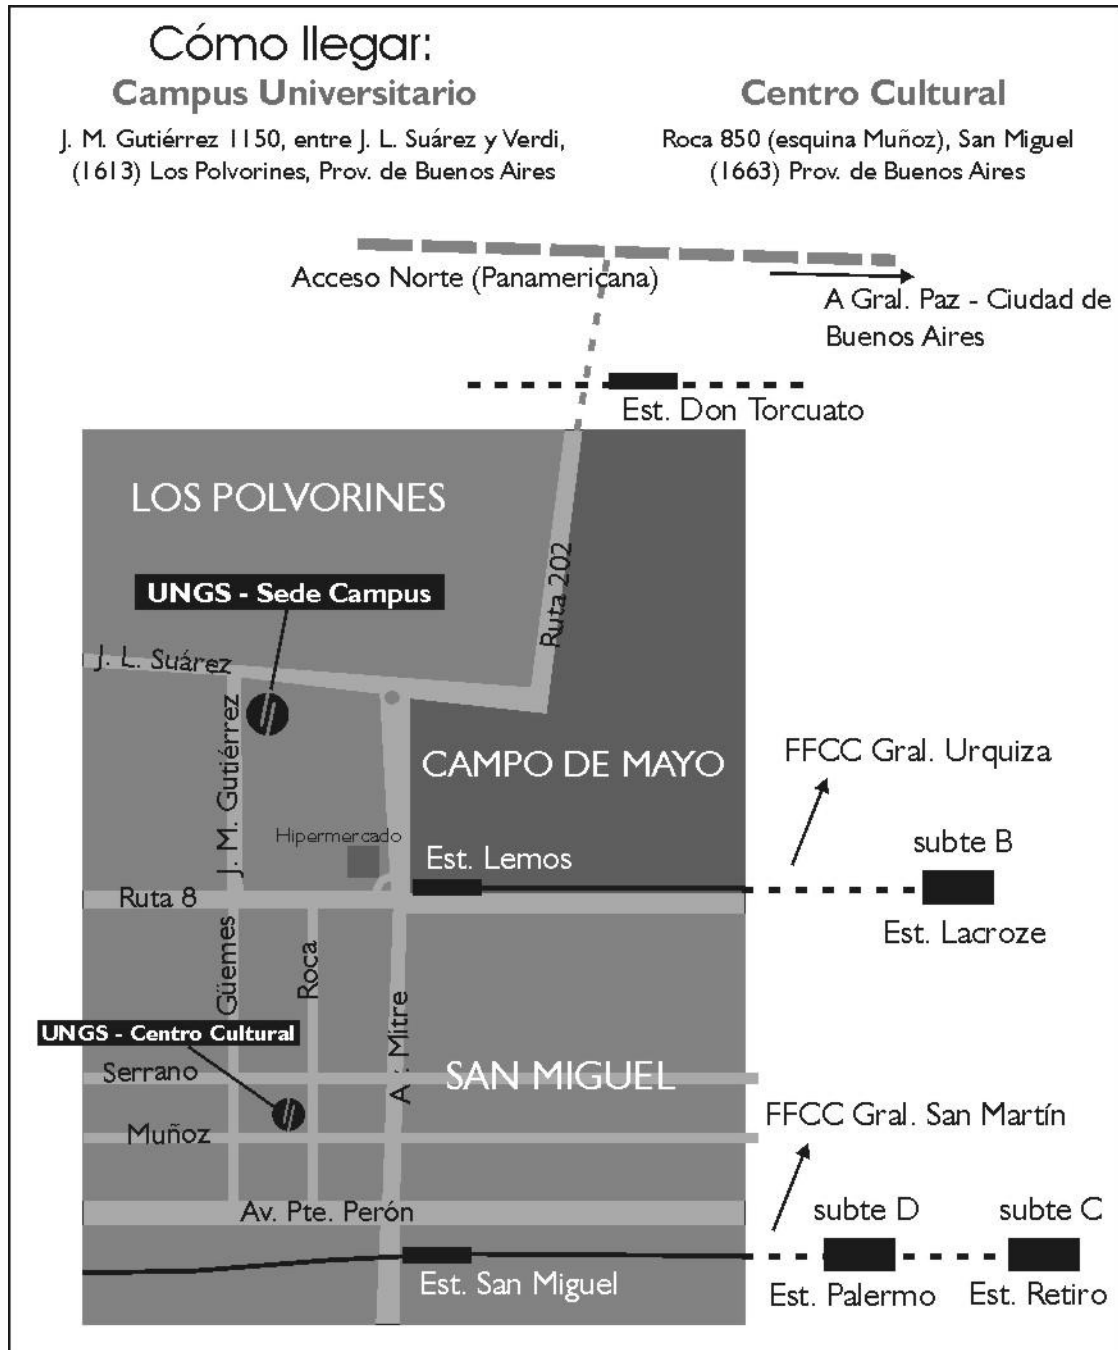 Cómo llegar:
Campus Universitario
J. M. Gutiérrez 1150, entre J. L. Suárez y Verdi,
(1613) Los Polvorines, Prov. de Buenos Aires
Centro Cultural
Roca 850 (esquina Muñoz), San Miguel
(1663) Prov. de Buenos Aires
Acceso Norte (Panamericana)
A Gral. Paz - Ciudad de
Buenos Aires
Est. Don Torcuato
LOS POLVORINES
Ruta 202
UNGS - Sede Campus
J. L. Suárez
J. M. Gutiérrez
CAMPO DE MAYO
FFCC Gral. Urquiza
Hipermercado
Est. Lemos
subte B
Ruta 8
Est. Lacroze
Güemes
Roca
A : Mitre
UNGS - Centro Cultural
Serrano
SAN MIGUEL
Muñoz
FFCC Gral. San Martín
Av. Pte. Perón
subte D
subte C
Est. San Miguel
Est. Palermo
Est. Retiro